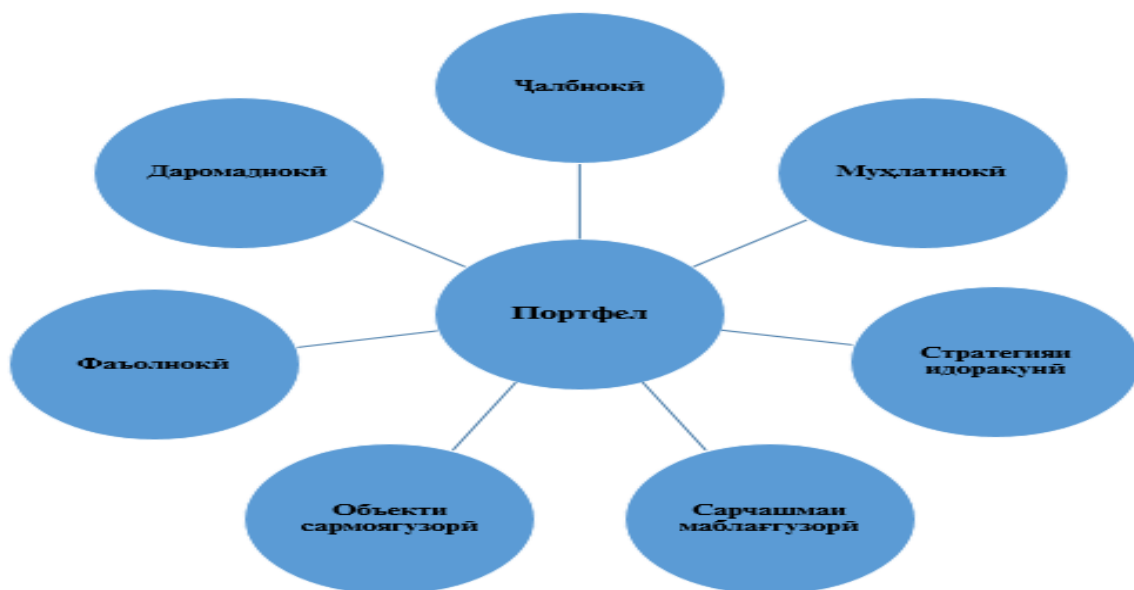 Ҷалбнокӣ
Даромаднокӣ
Муҳлатнокӣ
Портфел
Фаъолнокӣ
Стратегияи
идоракунӣ
Объекти
сармоягузорӣ
Сарчашмаи
маблағгузорӣ